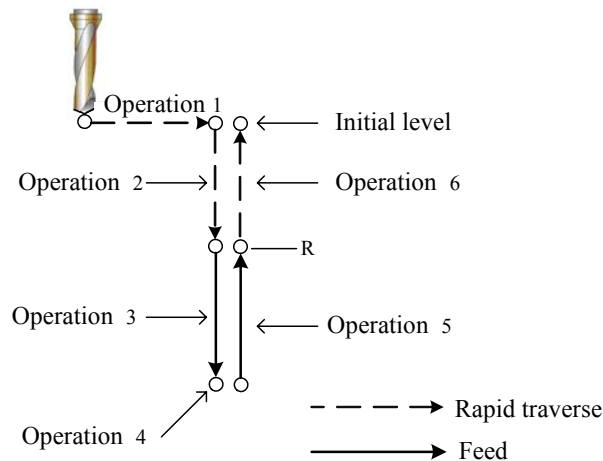 Operation 1
Initial level
Operation 2
Operation 6
R
Operation 3
Operation 5
Operation 4
Rapid traverse
Feed